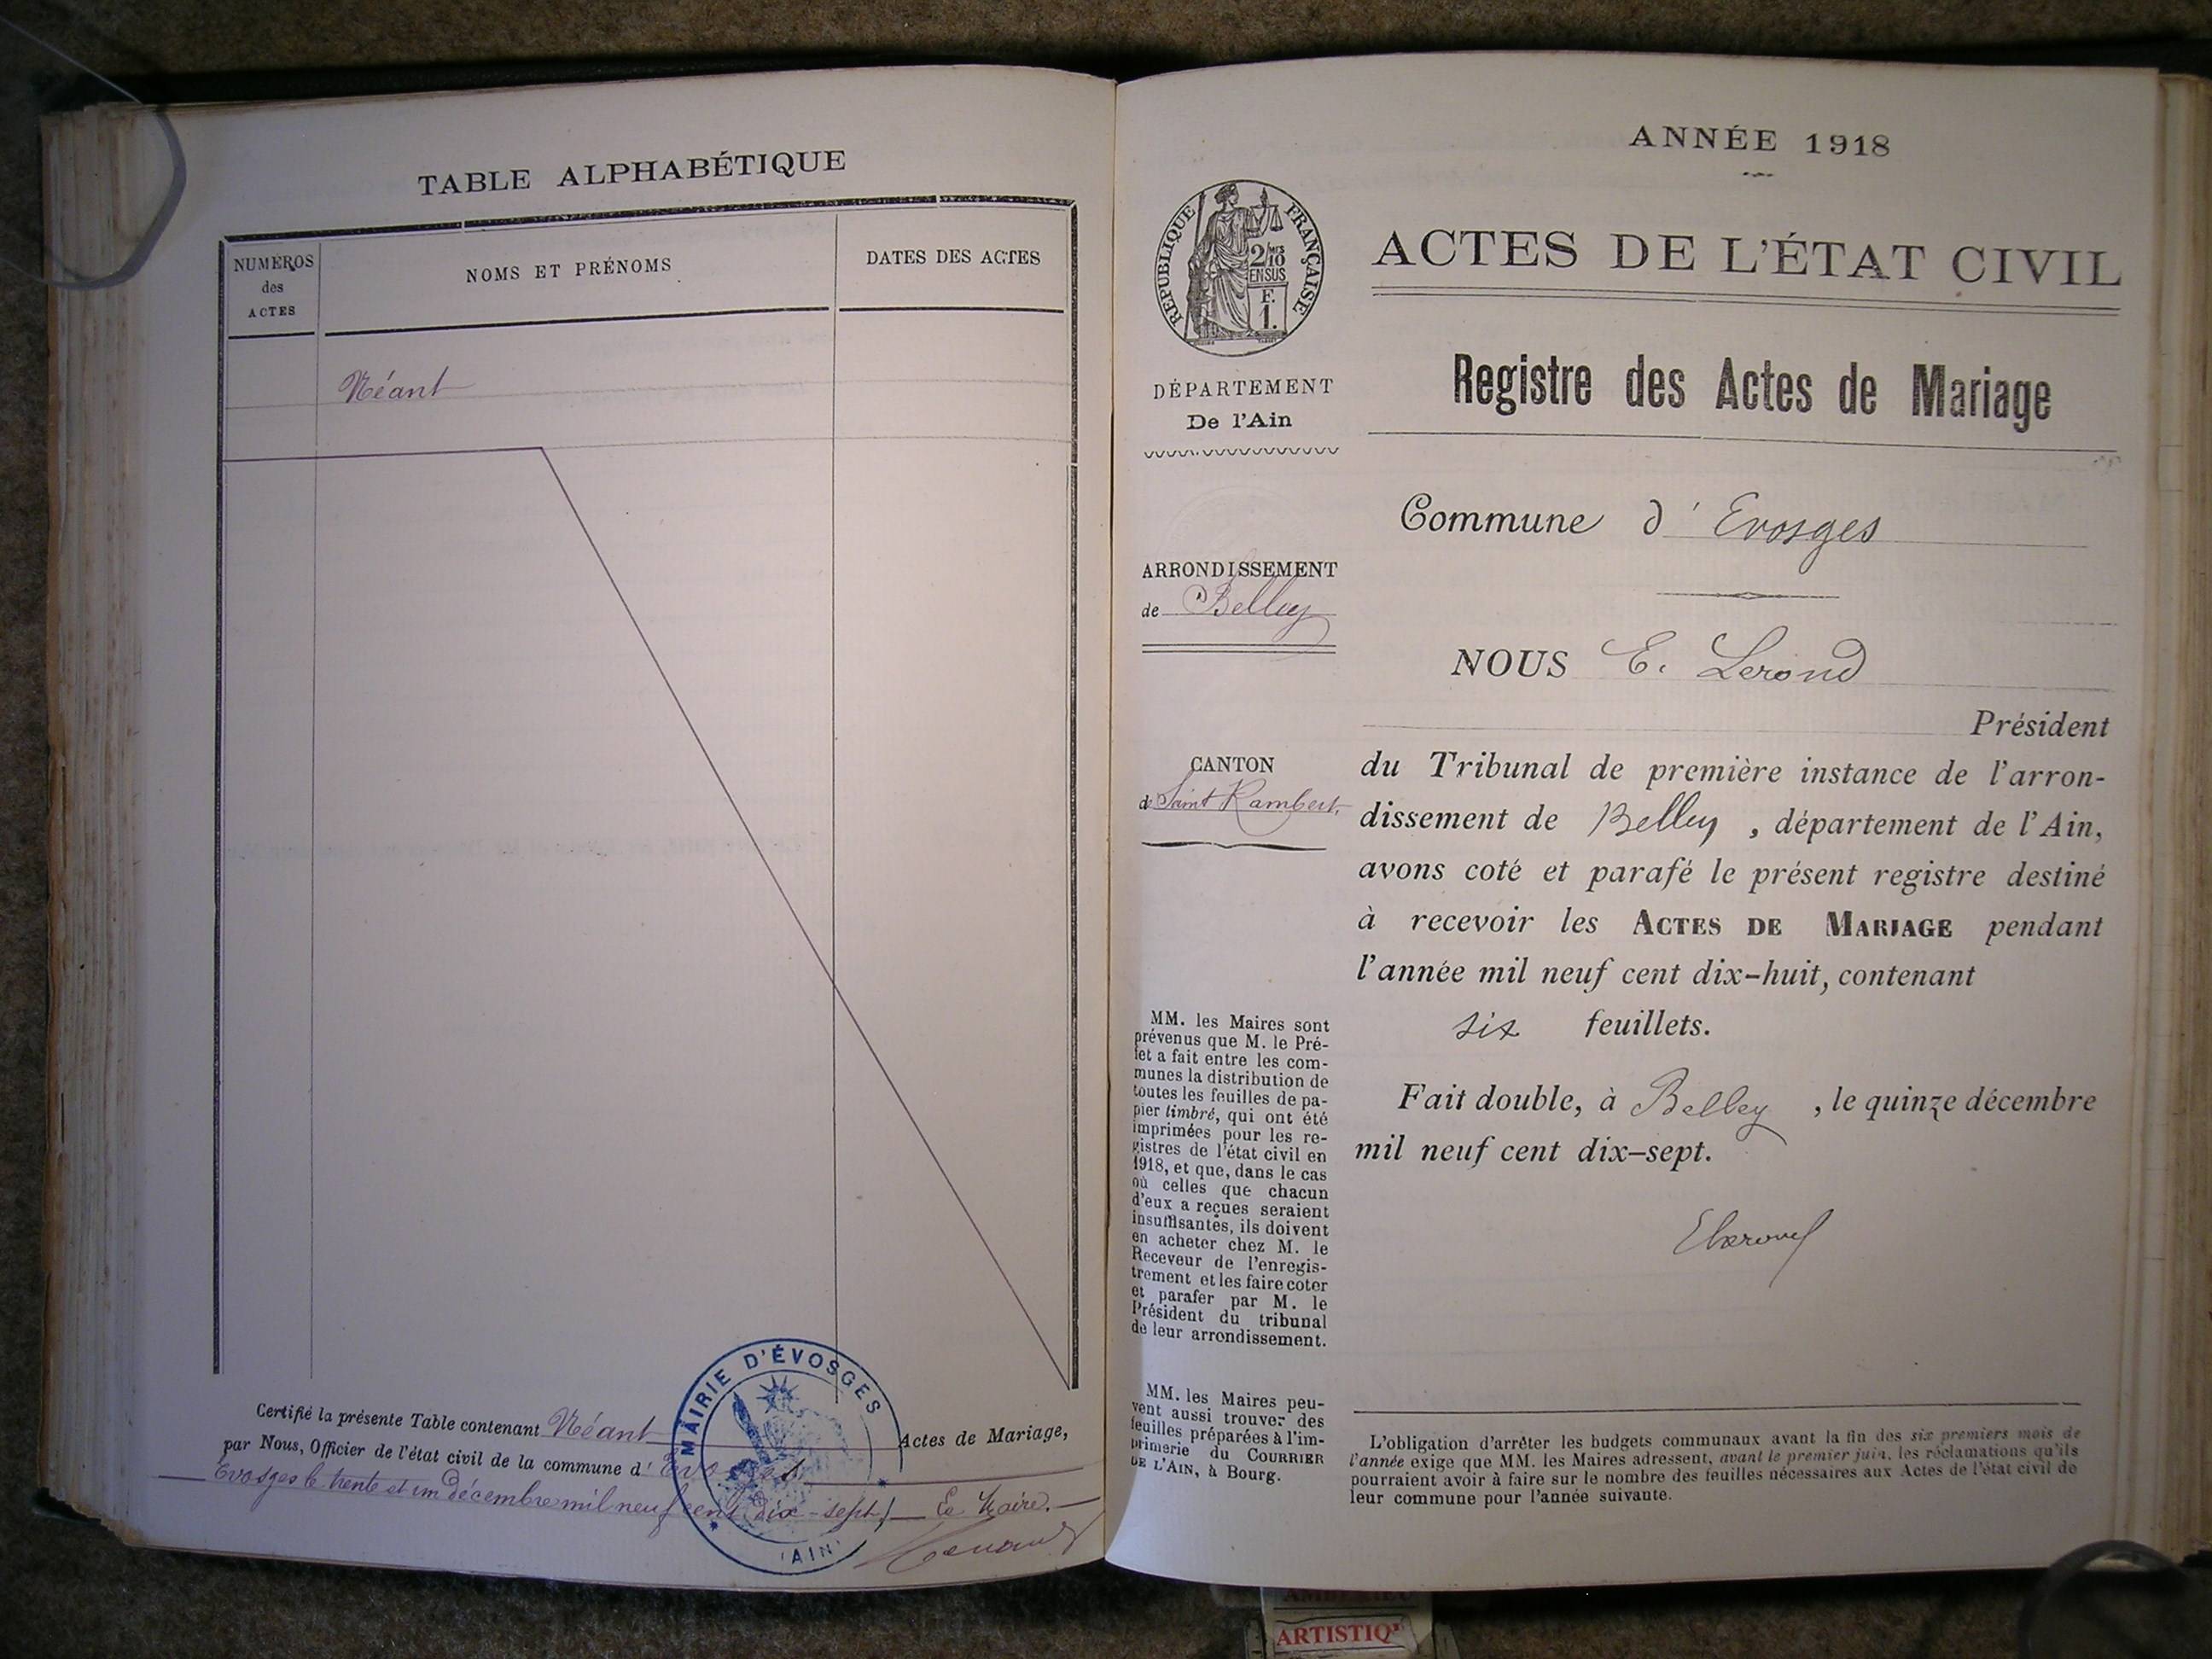 TABLE ALPHABÉTIQUE
NUMÉROS
des
ACTES
NOMS ET PRÉNOMS
DATES DES ACTES
Néant
Certifié la présente Table contenant Néant Actes de Mariage,
par Nous, Officier de l'état civil de la commune d' Evosges
Evosges le trente et un Décembre mil neuf cent dix-sept/. Le Maire.
MAIRIE D'ÉVOSGES
(AIN)
ANNÉE 1918
RÉPUBLIQUE FRANÇAISE
2/10
EN SUS
F.
1.
ACTES DE L'ÉTAT CIVIL
DÉPARTEMENT
De l'Ain
Registre des Actes de Mariage
Commune d'Evosges
ARRONDISSEMENT
de Belley
NOUS E. Lerond
Président
CANTON
de Saint Rambert.
du Tribunal de première instance de l'arron-
dissement de Belley, département de l'Ain,
avons coté et parafé le présent registre destiné
à recevoir les ACTES DE MARIAGE pendant
l'année mil neuf cent dix-huit, contenant
six feuillets.
Fait double, à Belley, le quinze décembre
mil neuf cent dix-sept.
MM. les Maires sont
prévenus que M. le Pré-
fet a fait entre les com-
munes la distribution de
toutes les feuilles de pa-
pier timbré, qui ont été
imprimées pour les re-
gistres de l'état civil en
1918, et que, dans le cas
où celles que chacun
d'eux a reçues seraient
insuffisantes, ils doivent
en acheter chez M. le
Receveur de l'enregis-
trement et les faire coter
et parafer par M. le
Président du tribunal
de leur arrondissement.
MM. les Maires peu-
vent aussi trouver des
feuilles préparées à l'im-
primerie du COURRIER
DE L'AIN, à Bourg.
L'obligation d'arrêter les budgets communaux avant la fin des six premiers mois de
l'année exige que MM. les Maires adressent, avant le premier juin, les réclamations qu'ils
pourraient avoir à faire sur le nombre des feuilles nécessaires aux Actes de l'état civil de
leur commune pour l'année suivante.